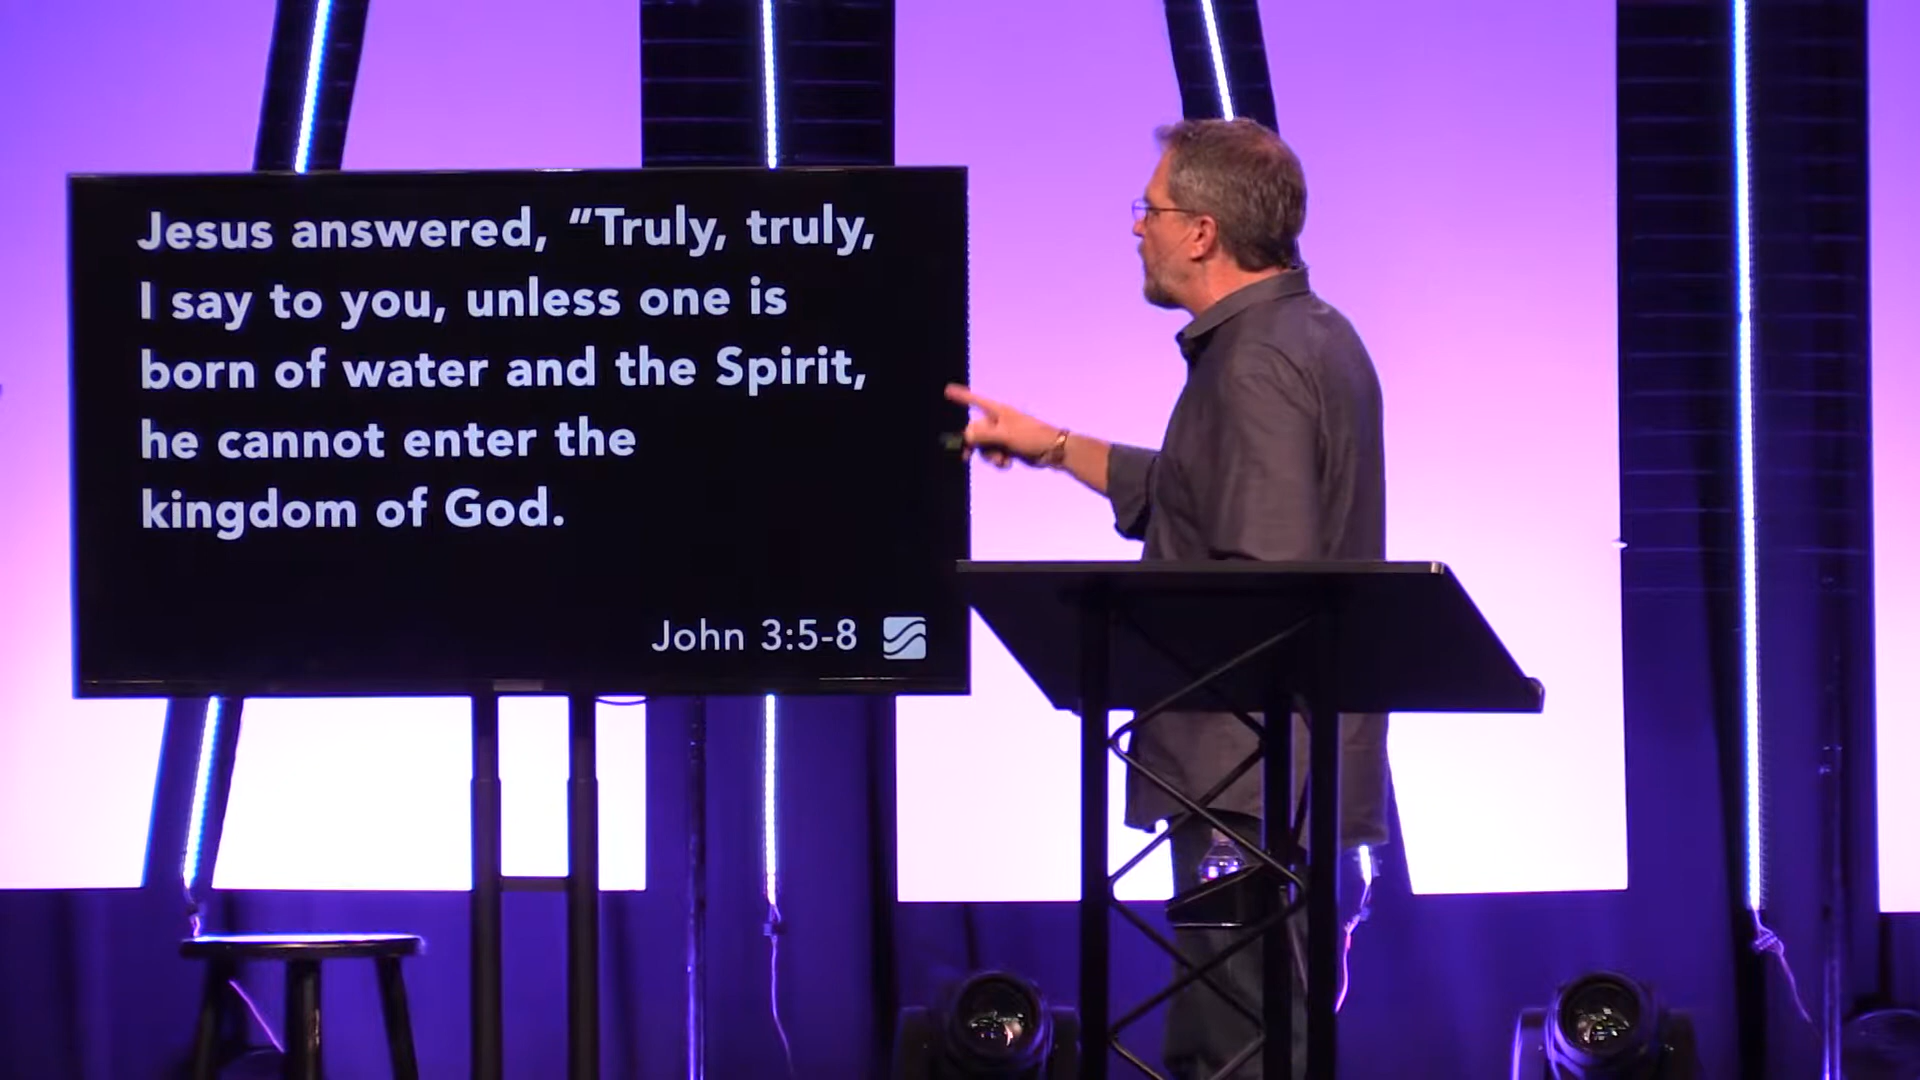 Jesus answered, “Truly, truly,
I say to you, unless one is
born of water and the Spirit,
he cannot enter the
kingdom of God.
John 3:5-8